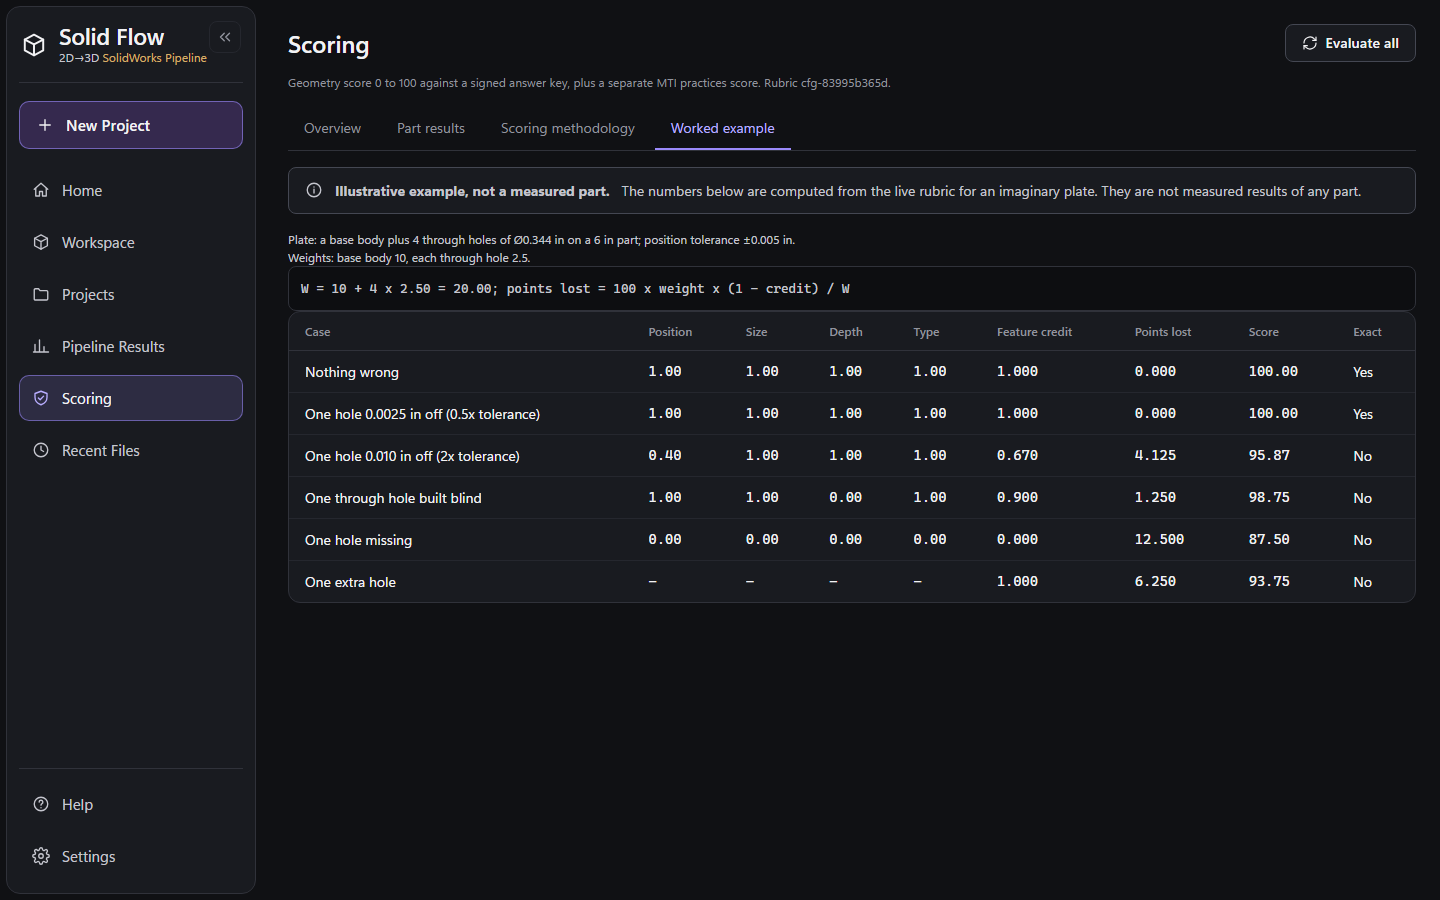 Solid Flow
2D→3D SolidWorks Pipeline
New Project
Home
Workspace
Projects
Pipeline Results
Scoring
Recent Files
Help
Settings
Scoring
Evaluate all
Geometry score 0 to 100 against a signed answer key, plus a separate MTI practices score. Rubric cfg-83995b365d.
Overview Part results Scoring methodology Worked example
Illustrative example, not a measured part. The numbers below are computed from the live rubric for an imaginary plate. They are not measured results of any part.
Plate: a base body plus 4 through holes of Ø0.344 in on a 6 in part; position tolerance ±0.005 in.
Weights: base body 10, each through hole 2.5.
W = 10 + 4 x 2.50 = 20.00; points lost = 100 x weight x (1 − credit) / W
Case Position Size Depth Type Feature credit Points lost Score Exact
Nothing wrong 1.00 1.00 1.00 1.00 1.000 0.000 100.00 Yes
One hole 0.0025 in off (0.5x tolerance) 1.00 1.00 1.00 1.00 1.000 0.000 100.00 Yes
One hole 0.010 in off (2x tolerance) 0.40 1.00 1.00 1.00 0.670 4.125 95.87 No
One through hole built blind 1.00 1.00 0.00 1.00 0.900 1.250 98.75 No
One hole missing 0.00 0.00 0.00 0.00 0.000 12.500 87.50 No
One extra hole – – – – 1.000 6.250 93.75 No